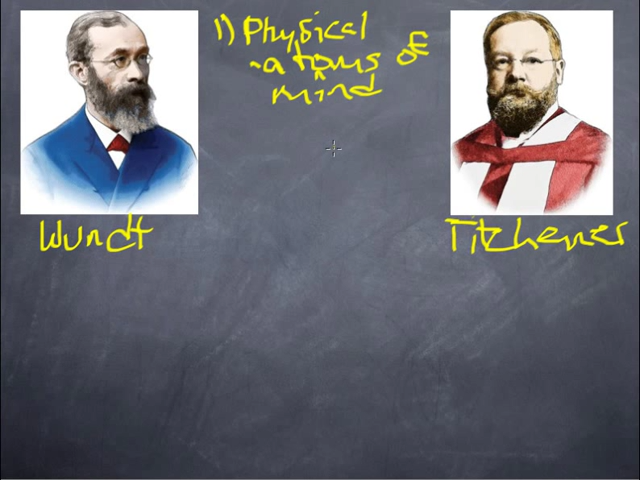 1) Physical
- atoms of
mind
Wundt
Titchener